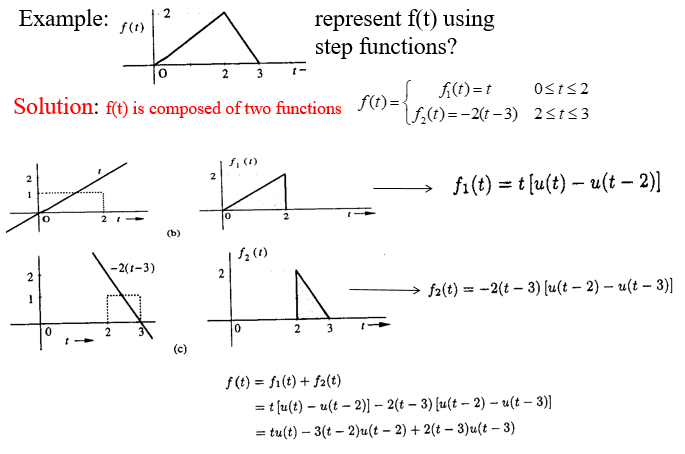 Example:
f(t)
2
0 2 3 t–
represent f(t) using
step functions?
Solution: f(t) is composed of two functions
f(t) = { f₁(t) = t 0 ≤ t ≤ 2
f₂(t) = −2(t − 3) 2 ≤ t ≤ 3
t
2
1
0 2 t
(b)
f₁ (t)
2
0 2 t
f₁(t) = t [u(t) − u(t − 2)]
−2(t−3)
2
1
0 2 3
t
(c)
f₂ (t)
2
0 2 3 t
f₂(t) = −2(t − 3) [u(t − 2) − u(t − 3)]
f(t) = f₁(t) + f₂(t)
= t [u(t) − u(t − 2)] − 2(t − 3) [u(t − 2) − u(t − 3)]
= tu(t) − 3(t − 2)u(t − 2) + 2(t − 3)u(t − 3)